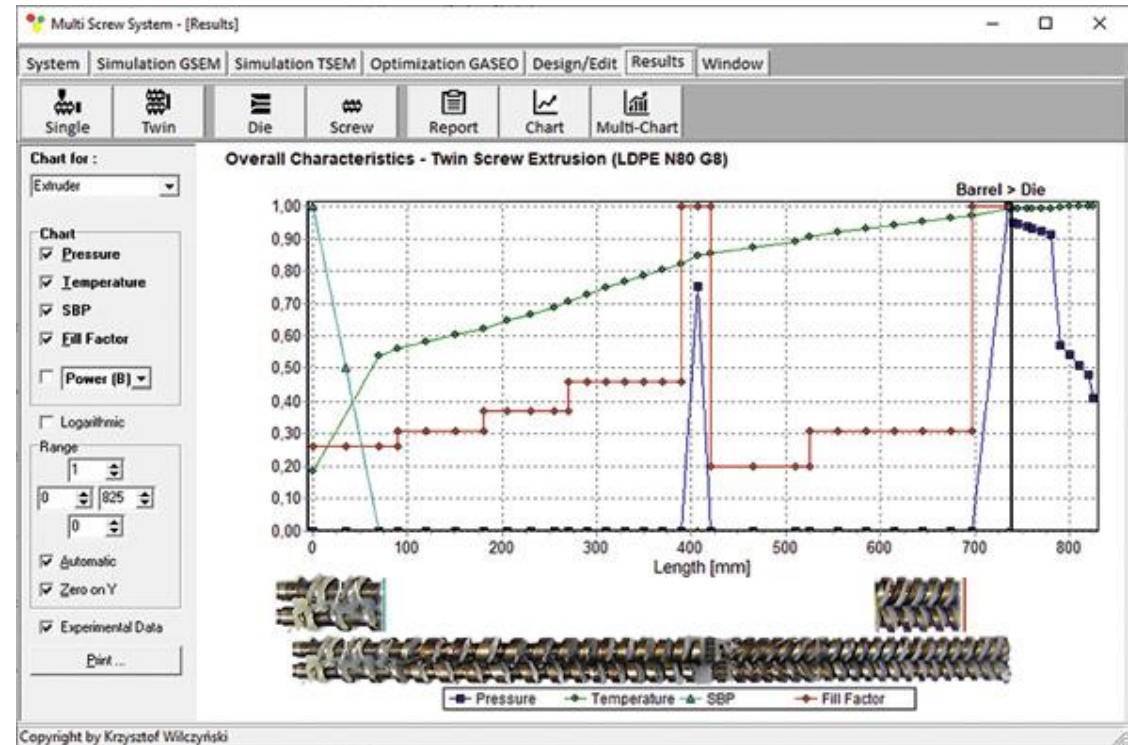 Multi Screw System - [Results]
System Simulation GSEM Simulation TSEM Optimization GASEO Design/Edit Results Window
Single Twin Die Screw Report Chart Multi-Chart
Chart for :
Extruder
Chart
Pressure
Temperature
SBP
Fill Factor
Power (B)
Logarithmic
Range
1
0 825
0
Automatic
Zero on Y
Experimental Data
Print ...
Overall Characteristics - Twin Screw Extrusion (LDPE N80 G8)
Barrel > Die
1,00
0,90
0,80
0,70
0,60
0,50
0,40
0,30
0,20
0,10
0,00
0 100 200 300 400 500 600 700 800
Length [mm]
Pressure Temperature SBP Fill Factor
Copyright by Krzysztof Wilczyński